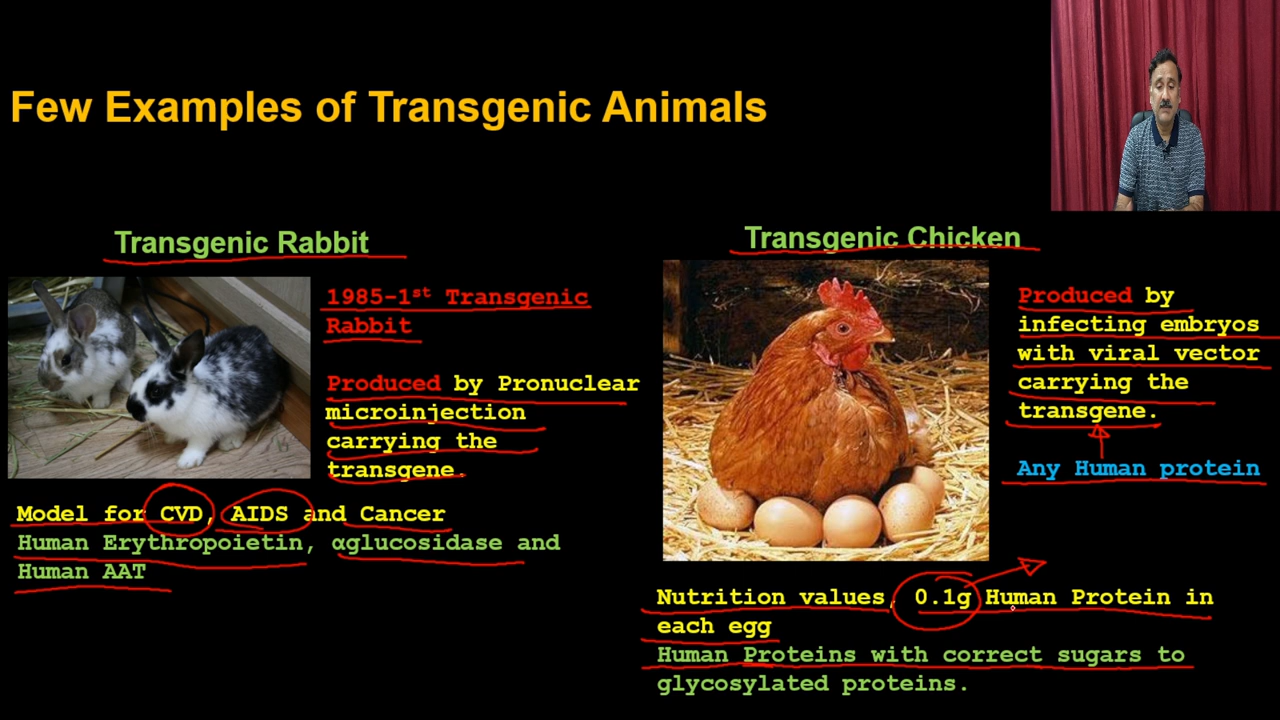 Few Examples of Transgenic Animals
Transgenic Rabbit
1985-1st Transgenic
Rabbit
Produced by Pronuclear
microinjection
carrying the
transgene.
Model for CVD, AIDS and Cancer
Human Erythropoietin, αglucosidase and
Human AAT
Transgenic Chicken
Produced by
infecting embryos
with viral vector
carrying the
transgene.
Any Human protein
Nutrition values, 0.1g Human Protein in
each egg
Human Proteins with correct sugars to
glycosylated proteins.